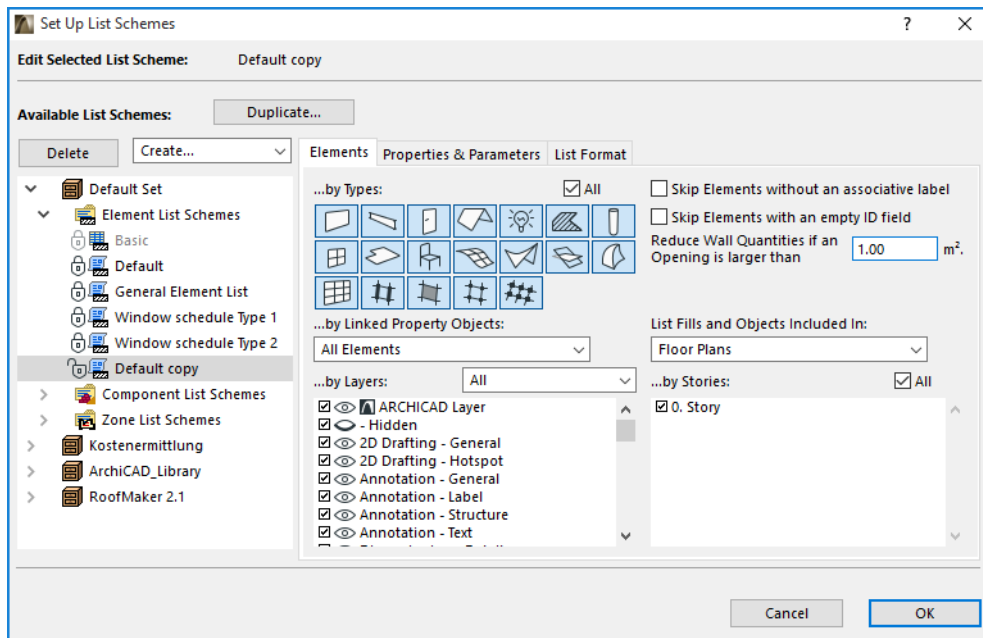 Set Up List Schemes
?
Edit Selected List Scheme: Default copy
Available List Schemes: Duplicate...
Delete Create...
Default Set
Element List Schemes
Basic
Default
General Element List
Window schedule Type 1
Window schedule Type 2
Default copy
Component List Schemes
Zone List Schemes
Kostenermittlung
ArchiCAD_Library
RoofMaker 2.1
Elements Properties & Parameters List Format
...by Types: All
Skip Elements without an associative label
Skip Elements with an empty ID field
Reduce Wall Quantities if an
Opening is larger than 1.00 m².
...by Linked Property Objects:
All Elements
List Fills and Objects Included In:
Floor Plans
...by Layers: All
ARCHICAD Layer
- Hidden
2D Drafting - General
2D Drafting - Hotspot
Annotation - General
Annotation - Label
Annotation - Structure
Annotation - Text
...by Stories: All
0. Story
Cancel OK